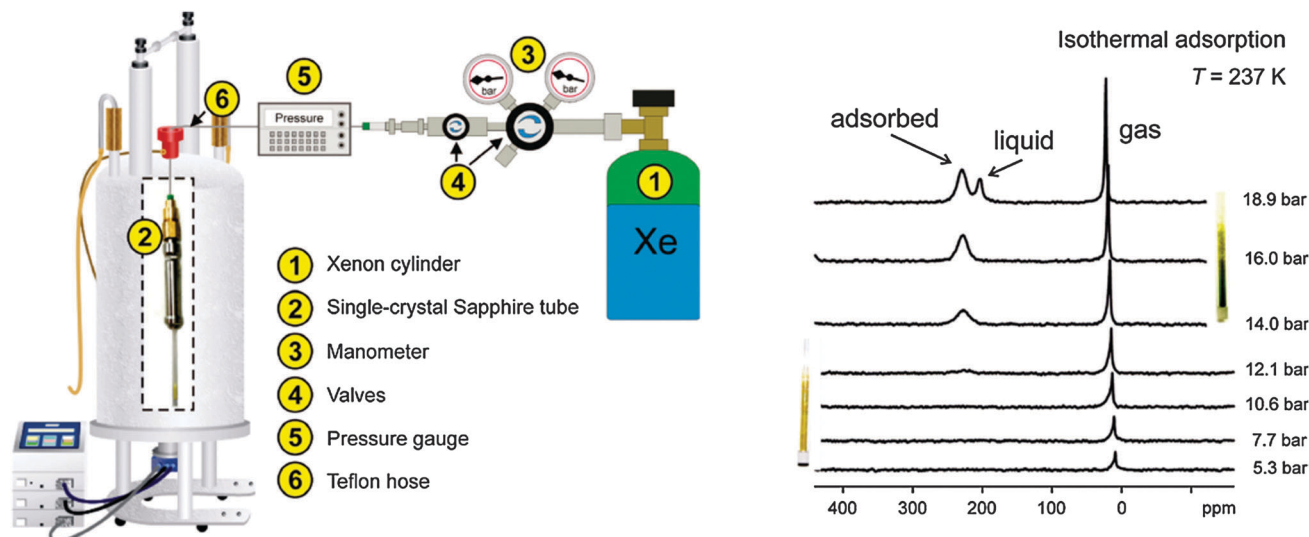 6
5
Pressure
3
bar
bar
4
1
Xe
2
1 Xenon cylinder
2 Single-crystal Sapphire tube
3 Manometer
4 Valves
5 Pressure gauge
6 Teflon hose
Isothermal adsorption
T = 237 K
adsorbed
liquid
gas
18.9 bar
16.0 bar
14.0 bar
12.1 bar
10.6 bar
7.7 bar
5.3 bar
400 300 200 100 0 ppm